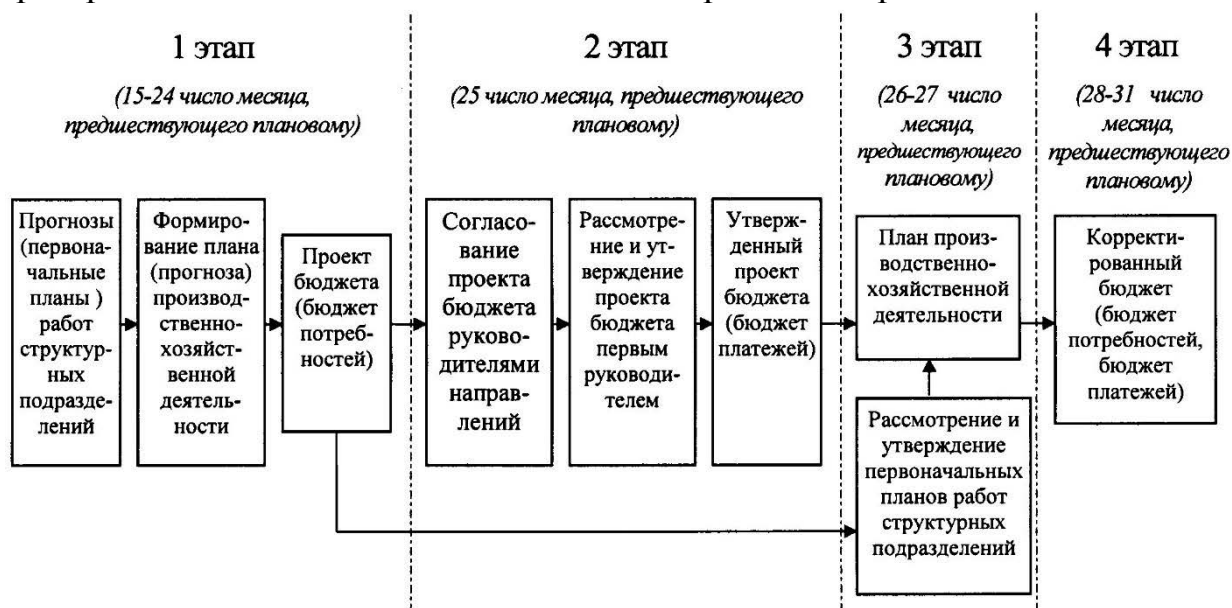 1 этап
(15-24 число месяца,
предшествующего плановому)
2 этап
(25 число месяца, предшествующего
плановому)
3 этап
(26-27 число
месяца,
предшествующего
плановому)
4 этап
(28-31 число
месяца,
предшествующего
плановому)
Прогнозы
(первона-
чальные
планы )
работ
структур-
ных
подразде-
лений
Формиро-
вание плана
(прогноза)
производ-
ственно-
хозяйст-
венной
деятель-
ности
Проект
бюджета
(бюджет
потреб-
ностей)
Согласо-
вание
проекта
бюджета
руково-
дителями
направ-
лений
Рассмотре-
ние и ут-
верждение
проекта
бюджета
первым
руководи-
телем
Утверж-
денный
проект
бюджета
(бюджет
платежей)
План произ-
водственно-
хозяйственной
деятельности
Рассмотрение и
утверждение
первоначальных
планов работ
структурных
подразделений
Корректи-
рованный
бюджет
(бюджет
потребностей,
бюджет
платежей)